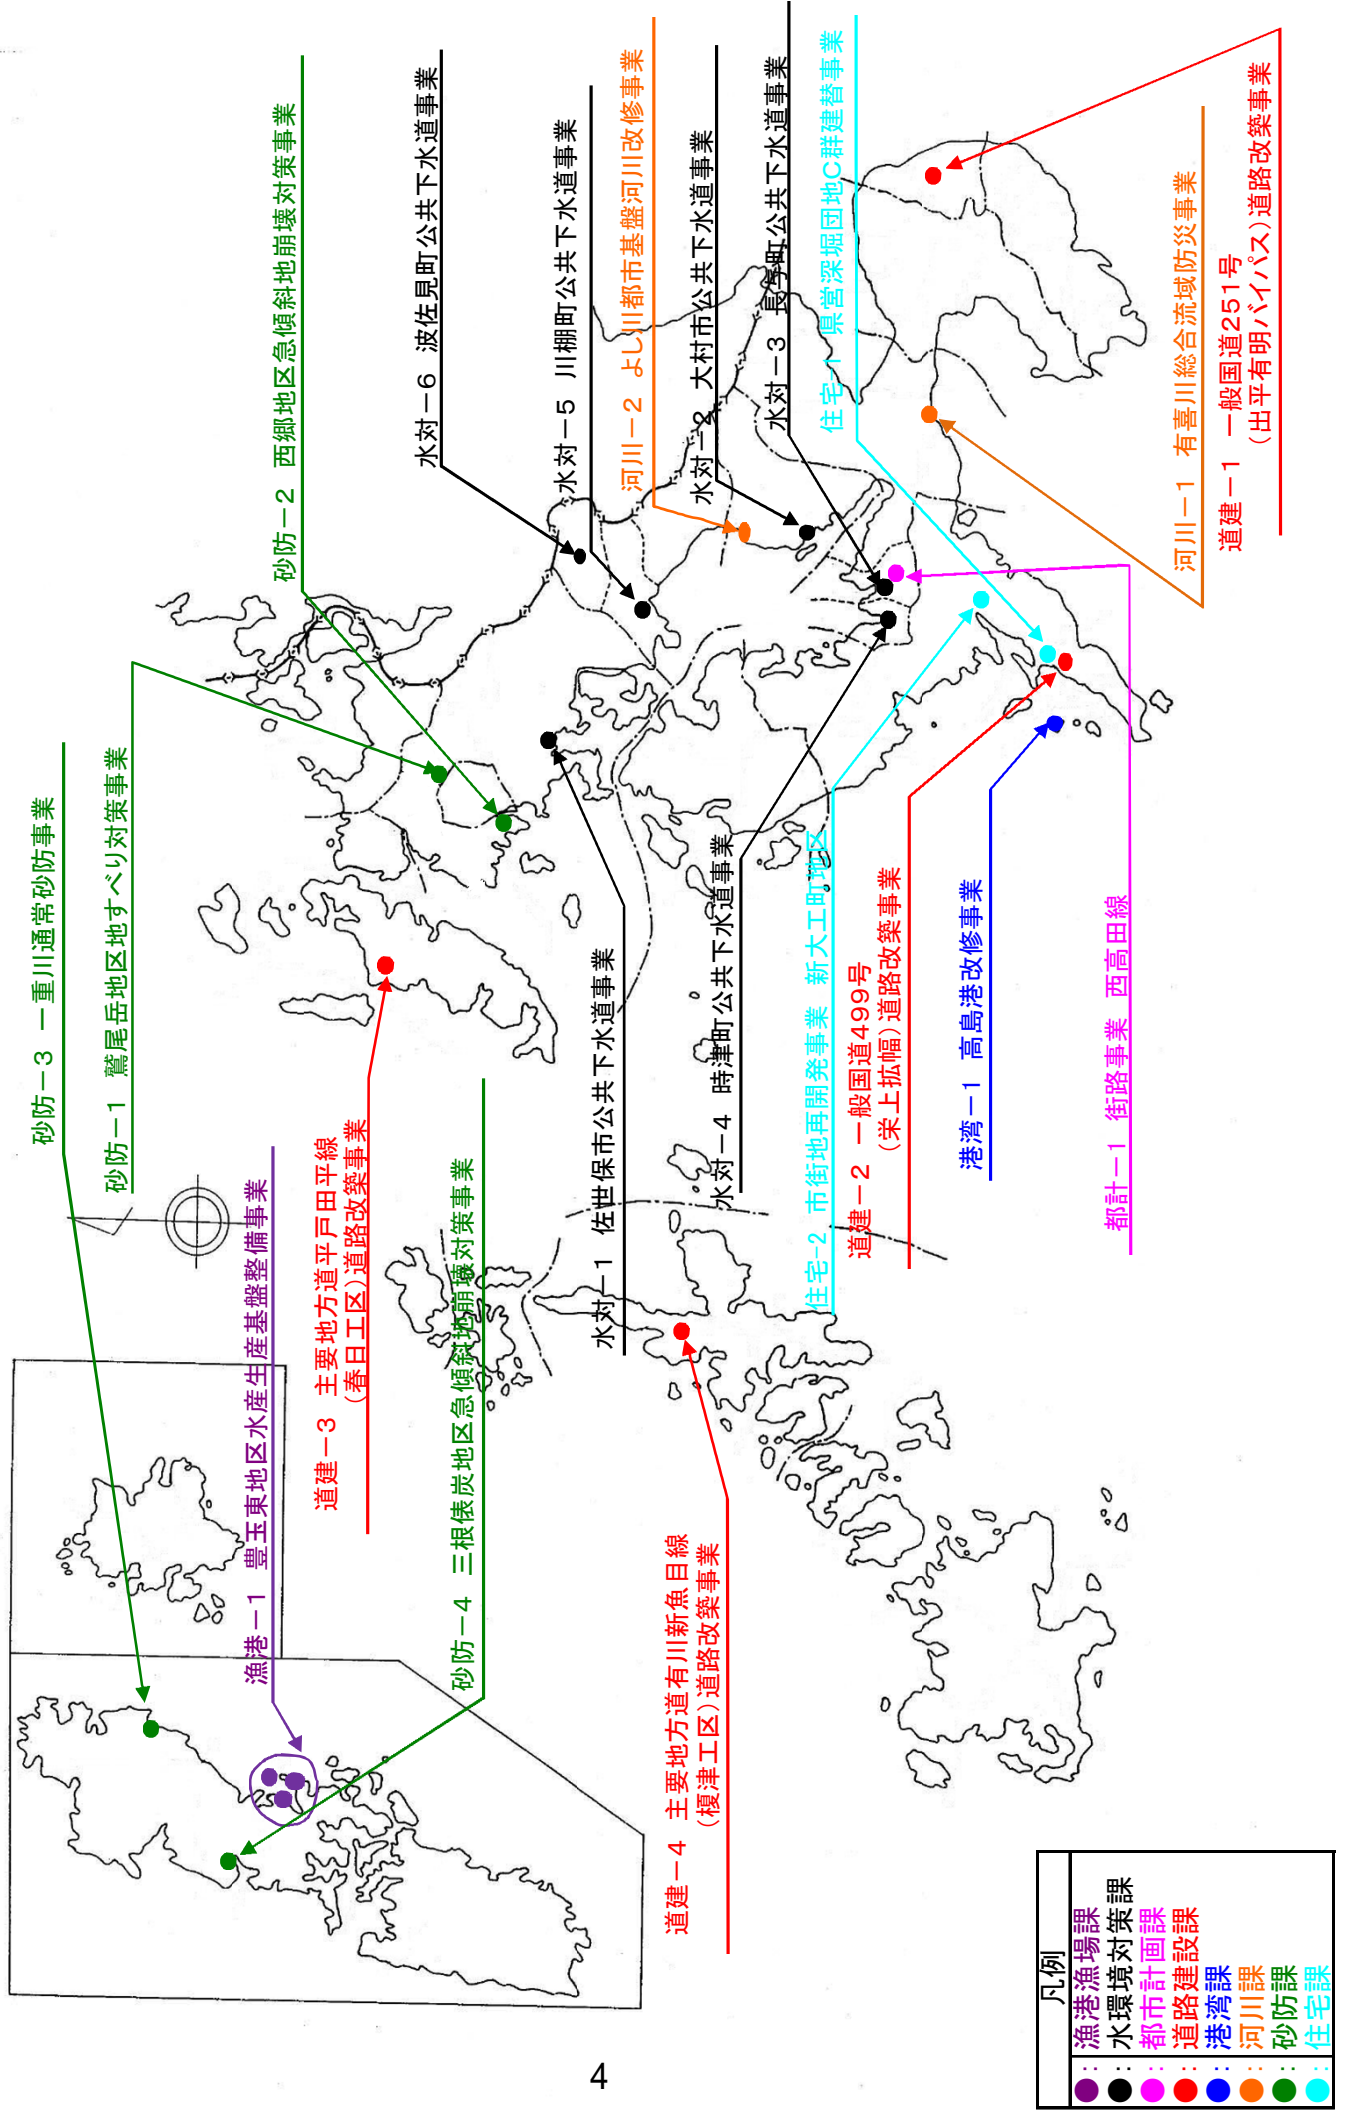 砂防－3　一重川通常砂防事業
砂防－1　鷲尾岳地区地すべり対策事業
漁港－1　豊玉東地区水産生産基盤整備事業
砂防－2　西郷地区急傾斜地崩壊対策事業
道建－3　主要地方道平戸田平線
（春日工区）道路改築事業
水対－6　波佐見町公共下水道事業
砂防－4　三根俵炭地区急傾斜地崩壊対策事業
水対－5　川棚町公共下水道事業
水対－1　佐世保市公共下水道事業
河川－2　よし川都市基盤河川改修事業
道建－4　主要地方道有川新魚目線
（榎津工区）道路改築事業
水対－2　大村市公共下水道事業
水対－4　時津町公共下水道事業
水対－3　長与町公共下水道事業
住宅－1　県営深堀団地C群建替事業
住宅－2　市街地再開発事業　新大工町地区
道建－2　一般国道499号
（栄上拡幅）道路改築事業
港湾－1　高島港改修事業
都計－1　街路事業　西高田線
河川－1　有喜川総合流域防災事業
道建－1　一般国道251号
（出平有明バイパス）道路改築事業
凡例
：漁港漁場課
：水環境対策課
：都市計画課
：道路建設課
：港湾課
：河川課
：砂防課
：住宅課
4